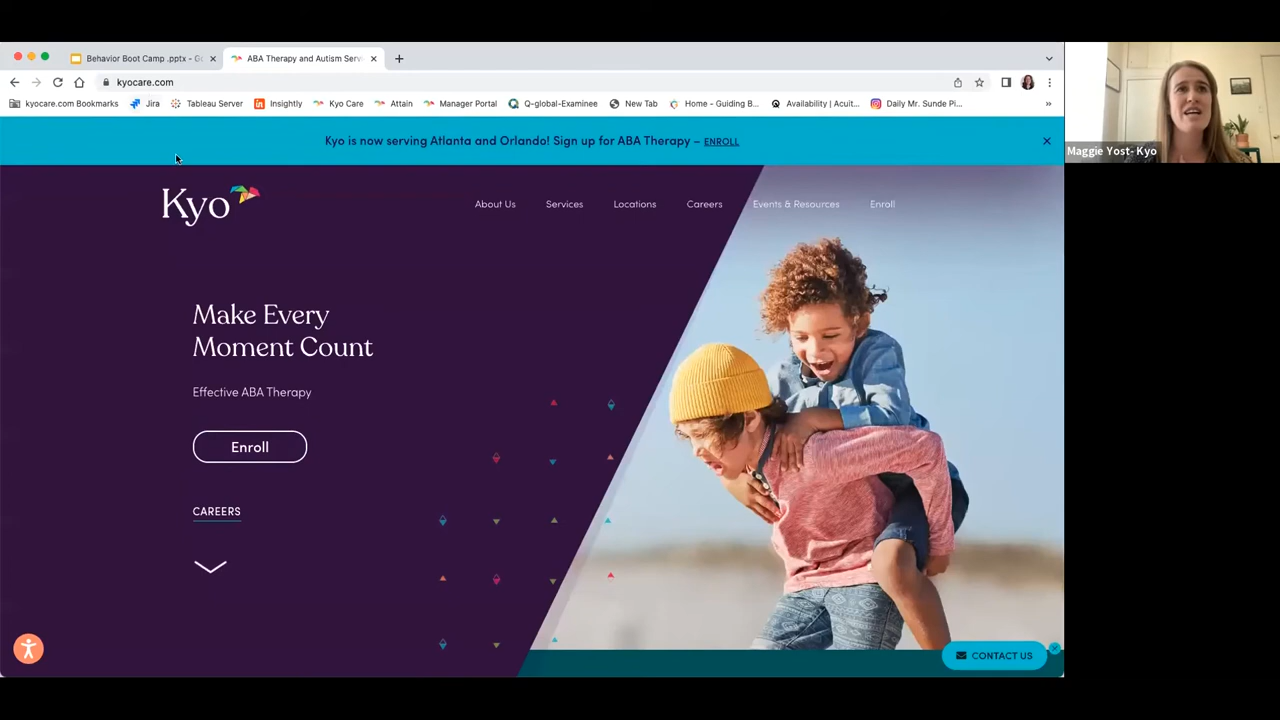 Behavior Boot Camp .pptx - Go
ABA Therapy and Autism Serv
kyocare.com
kyocare.com Bookmarks
Jira
Tableau Server
Insightly
Kyo Care
Attain
Manager Portal
Q-global-Examinee
New Tab
Home - Guiding B...
Availability | Acuit...
Daily Mr. Sunde Pi...
Maggie Yost- Kyo
Kyo is now serving Atlanta and Orlando! Sign up for ABA Therapy – ENROLL
Kyo
About Us
Services
Locations
Careers
Events & Resources
Enroll
Make Every
Moment Count
Effective ABA Therapy
Enroll
CAREERS
CONTACT US